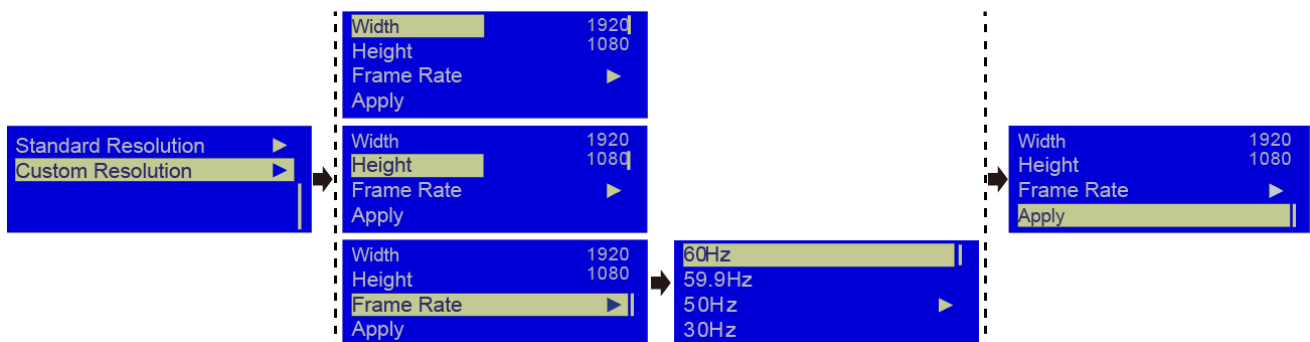 Standard Resolution
Custom Resolution
Width 1920
Height 1080
Frame Rate
Apply
Width 1920
Height 1080
Frame Rate
Apply
Width 1920
Height 1080
Frame Rate
Apply
60Hz
59.9Hz
50Hz
30Hz
Width 1920
Height 1080
Frame Rate
Apply